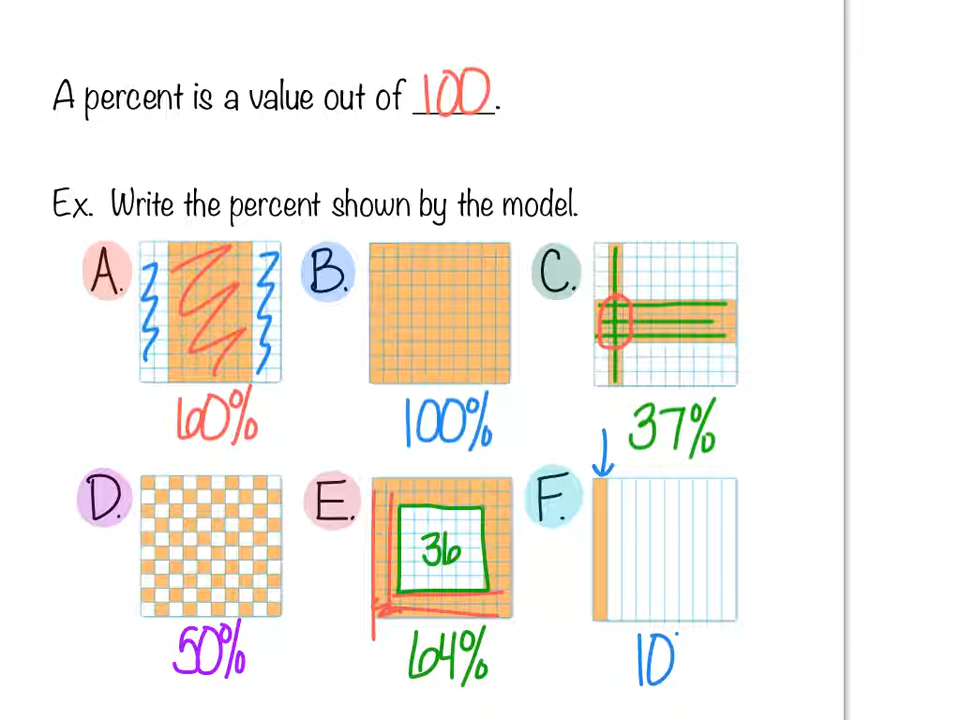 A percent is a value out of 100.
Ex. Write the percent shown by the model.
A. B. C.
60% 100% 37%
D. E. F.
36
50% 64% 10